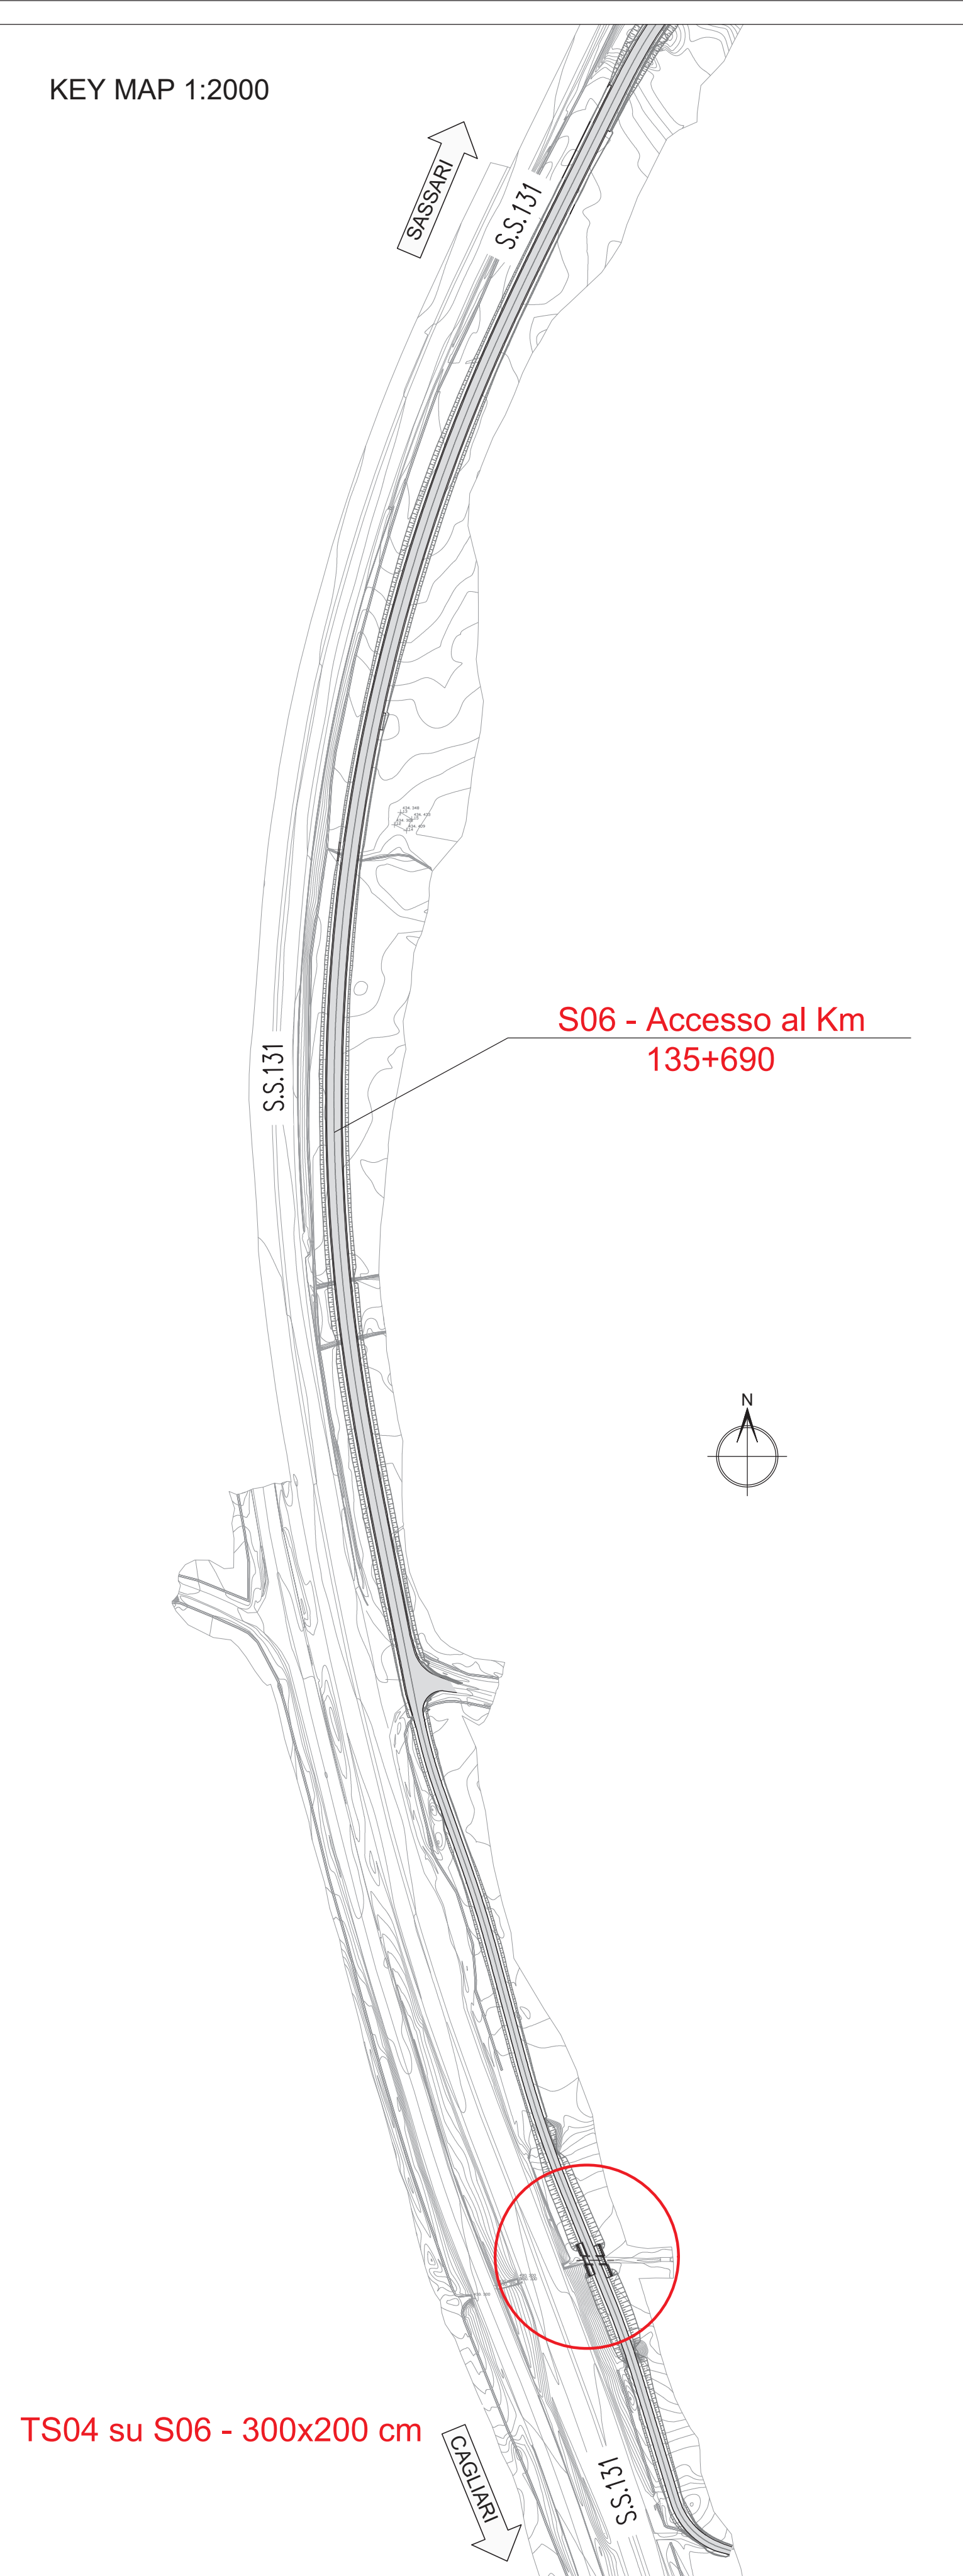 KEY MAP 1:2000
SASSARI
S.S.131
S06 - Accesso al Km
135+690
S.S.131
N
TS04 su S06 - 300x200 cm
CAGLIARI
S.S.131